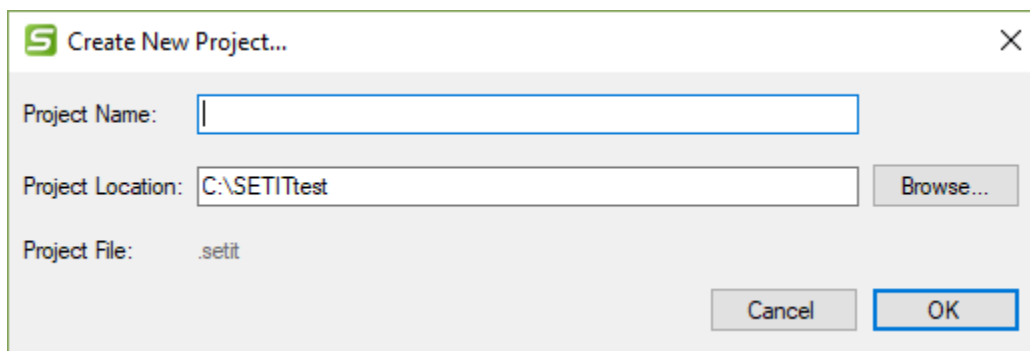 Create New Project...
Project Name:
Project Location: C:\SETITtest Browse...
Project File: .setit
Cancel OK